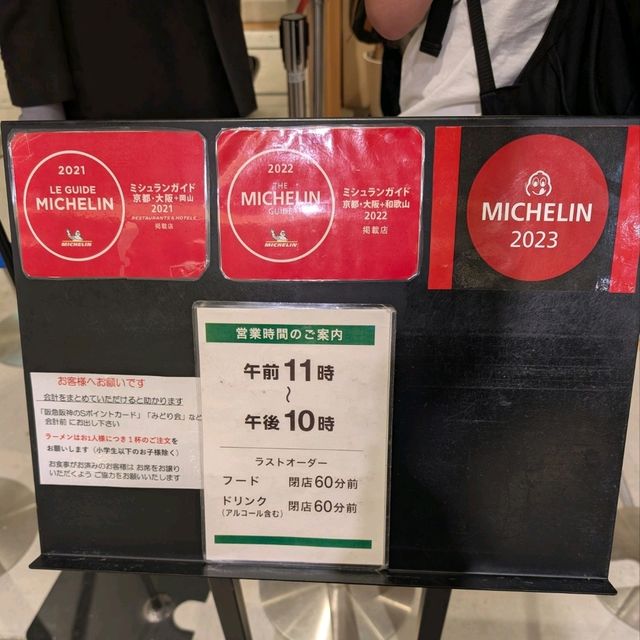 2021
LE GUIDE
MICHELIN
MICHELIN
ミシュランガイド
京都・大阪+岡山
2021
RESTAURANTS & HOTELS
掲載店
2022
THE
MICHELIN
GUIDE
MICHELIN
ミシュランガイド
京都・大阪+和歌山
2022
掲載店
MICHELIN
2023
営業時間のご案内
午前11時
〜
午後10時
ラストオーダー
フード 閉店60分前
ドリンク 閉店60分前
(アルコール含む)
お客様へお願いです
会計をまとめていただけると助かります
「阪急阪神のSポイントカード」「みどり会」など
会計前 にお出し下さい
ラーメンはお1人様につき1杯のご注文を
お願いします(小学生以下のお子様除く)
お食事がお済みのお客様は お席をお譲り
いただくよう ご協力をお願いいたします